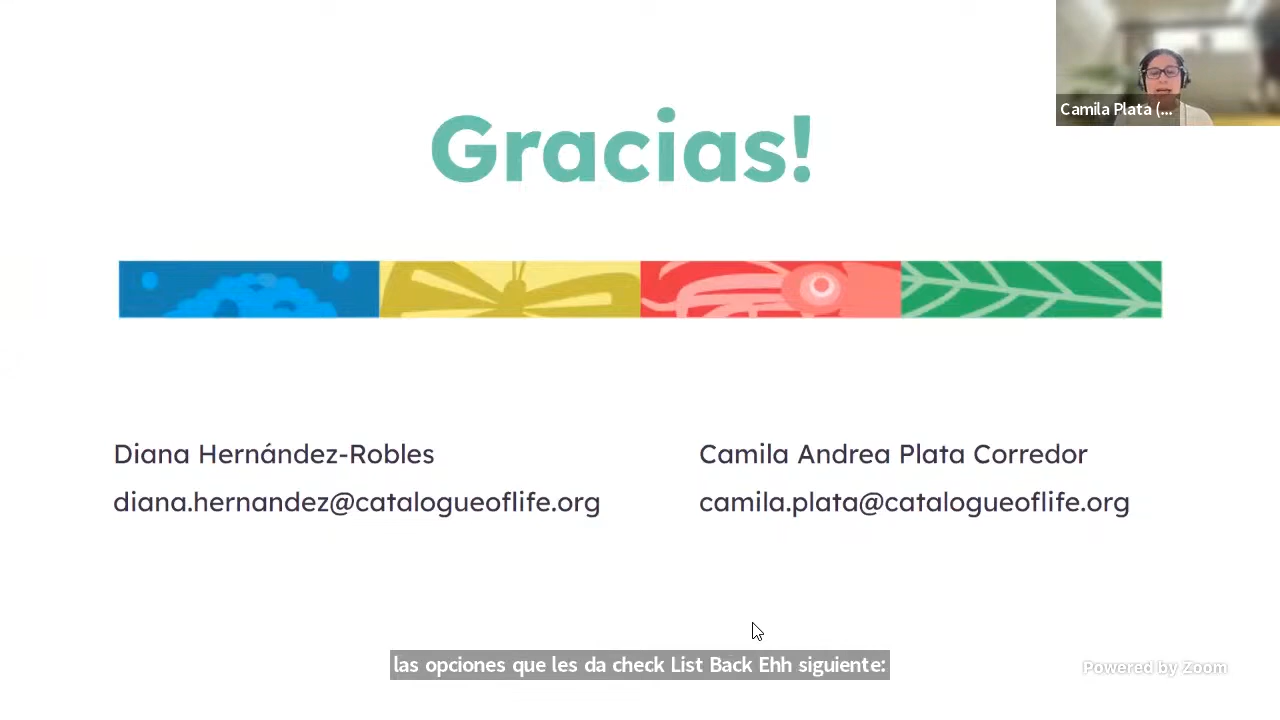 Camila Plata (...
Gracias!
Diana Hernández-Robles
diana.hernandez@catalogueoflife.org
Camila Andrea Plata Corredor
camila.plata@catalogueoflife.org
las opciones que les da check List Back Ehh siguiente:
Powered by Zoom